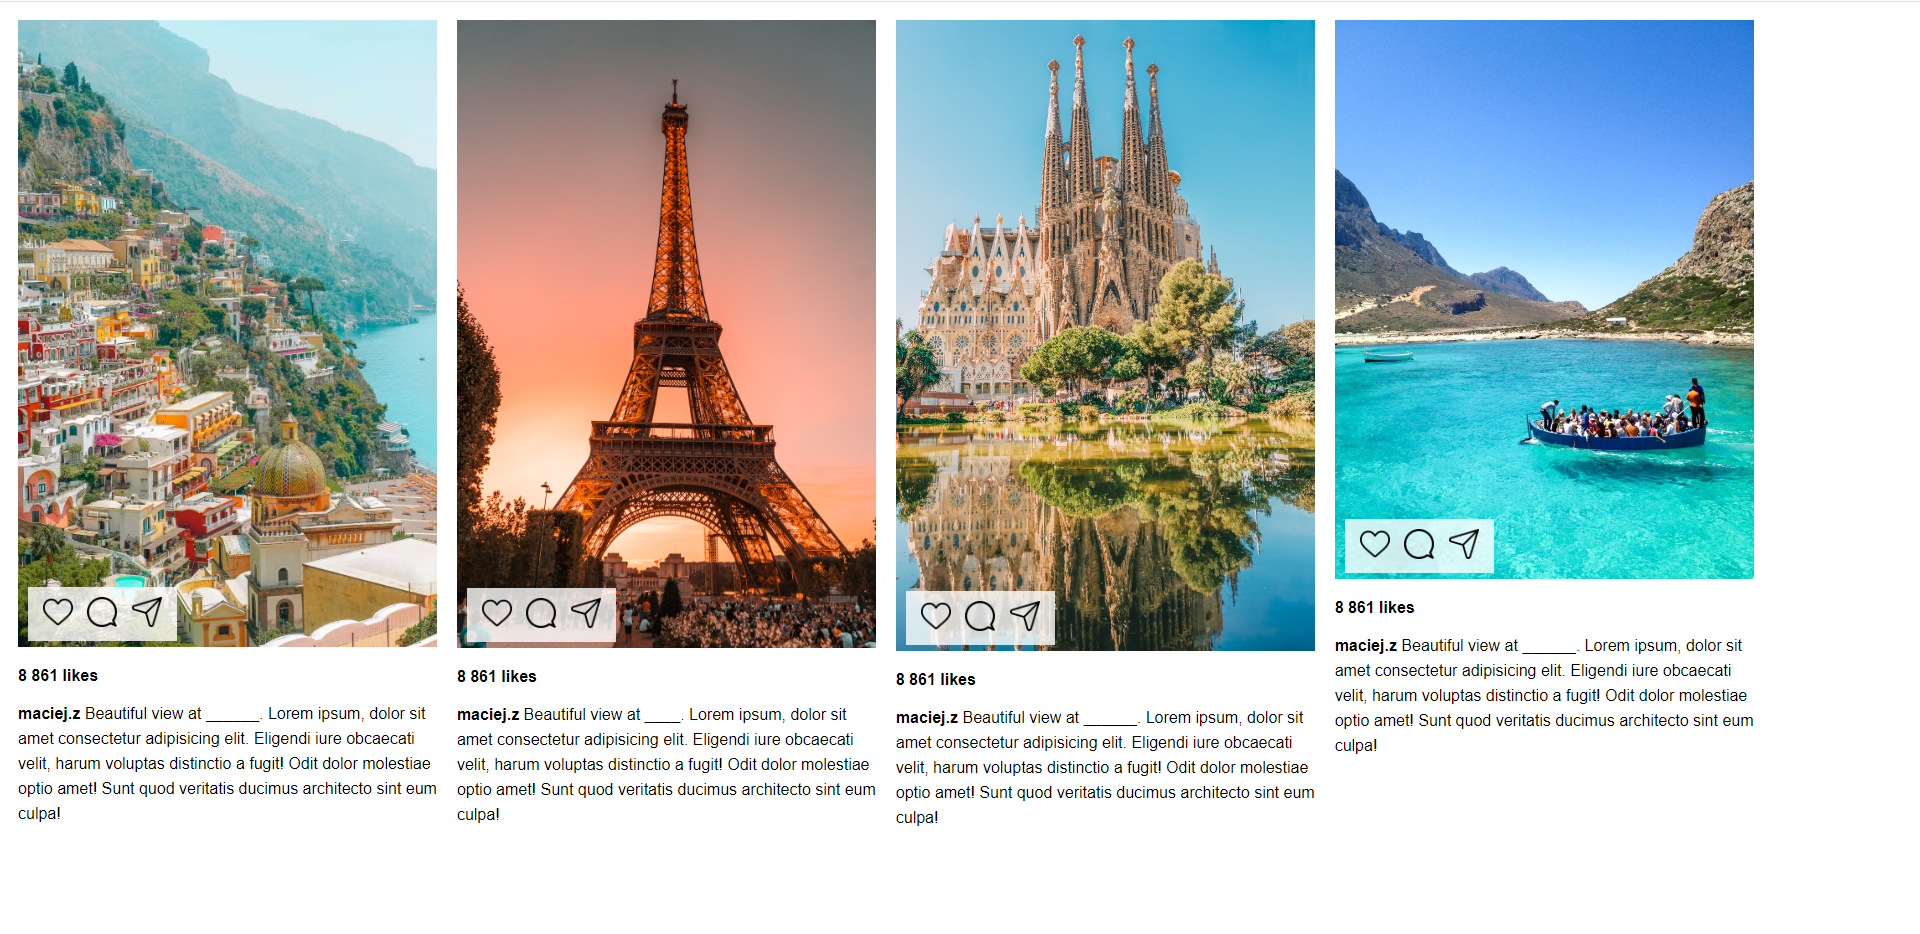 8 861 likes
maciej.z Beautiful view at ______. Lorem ipsum, dolor sit
amet consectetur adipisicing elit. Eligendi iure obcaecati
velit, harum voluptas distinctio a fugit! Odit dolor molestiae
optio amet! Sunt quod veritatis ducimus architecto sint eum
culpa!
8 861 likes
maciej.z Beautiful view at ____. Lorem ipsum, dolor sit
amet consectetur adipisicing elit. Eligendi iure obcaecati
velit, harum voluptas distinctio a fugit! Odit dolor molestiae
optio amet! Sunt quod veritatis ducimus architecto sint eum
culpa!
8 861 likes
maciej.z Beautiful view at ______. Lorem ipsum, dolor sit
amet consectetur adipisicing elit. Eligendi iure obcaecati
velit, harum voluptas distinctio a fugit! Odit dolor molestiae
optio amet! Sunt quod veritatis ducimus architecto sint eum
culpa!
8 861 likes
maciej.z Beautiful view at ______. Lorem ipsum, dolor sit
amet consectetur adipisicing elit. Eligendi iure obcaecati
velit, harum voluptas distinctio a fugit! Odit dolor molestiae
optio amet! Sunt quod veritatis ducimus architecto sint eum
culpa!